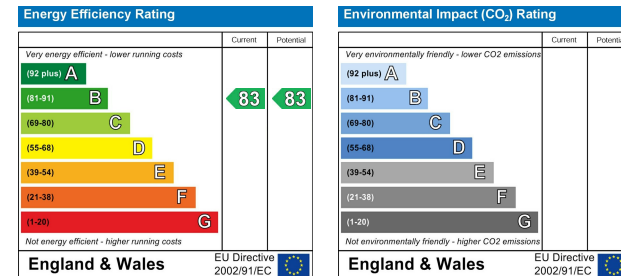 Energy Efficiency Rating
Current Potential
Very energy efficient - lower running costs
(92 plus) A
(81-91) B 83 83
(69-80) C
(55-68) D
(39-54) E
(21-38) F
(1-20) G
Not energy efficient - higher running costs
England & Wales
EU Directive
2002/91/EC
Environmental Impact (CO₂) Rating
Current Potenti
Very environmentally friendly - lower CO2 emissions
(92 plus) A
(81-91) B
(69-80) C
(55-68) D
(39-54) E
(21-38) F
(1-20) G
Not environmentally friendly - higher CO2 emissions
England & Wales
EU Directive
2002/91/EC